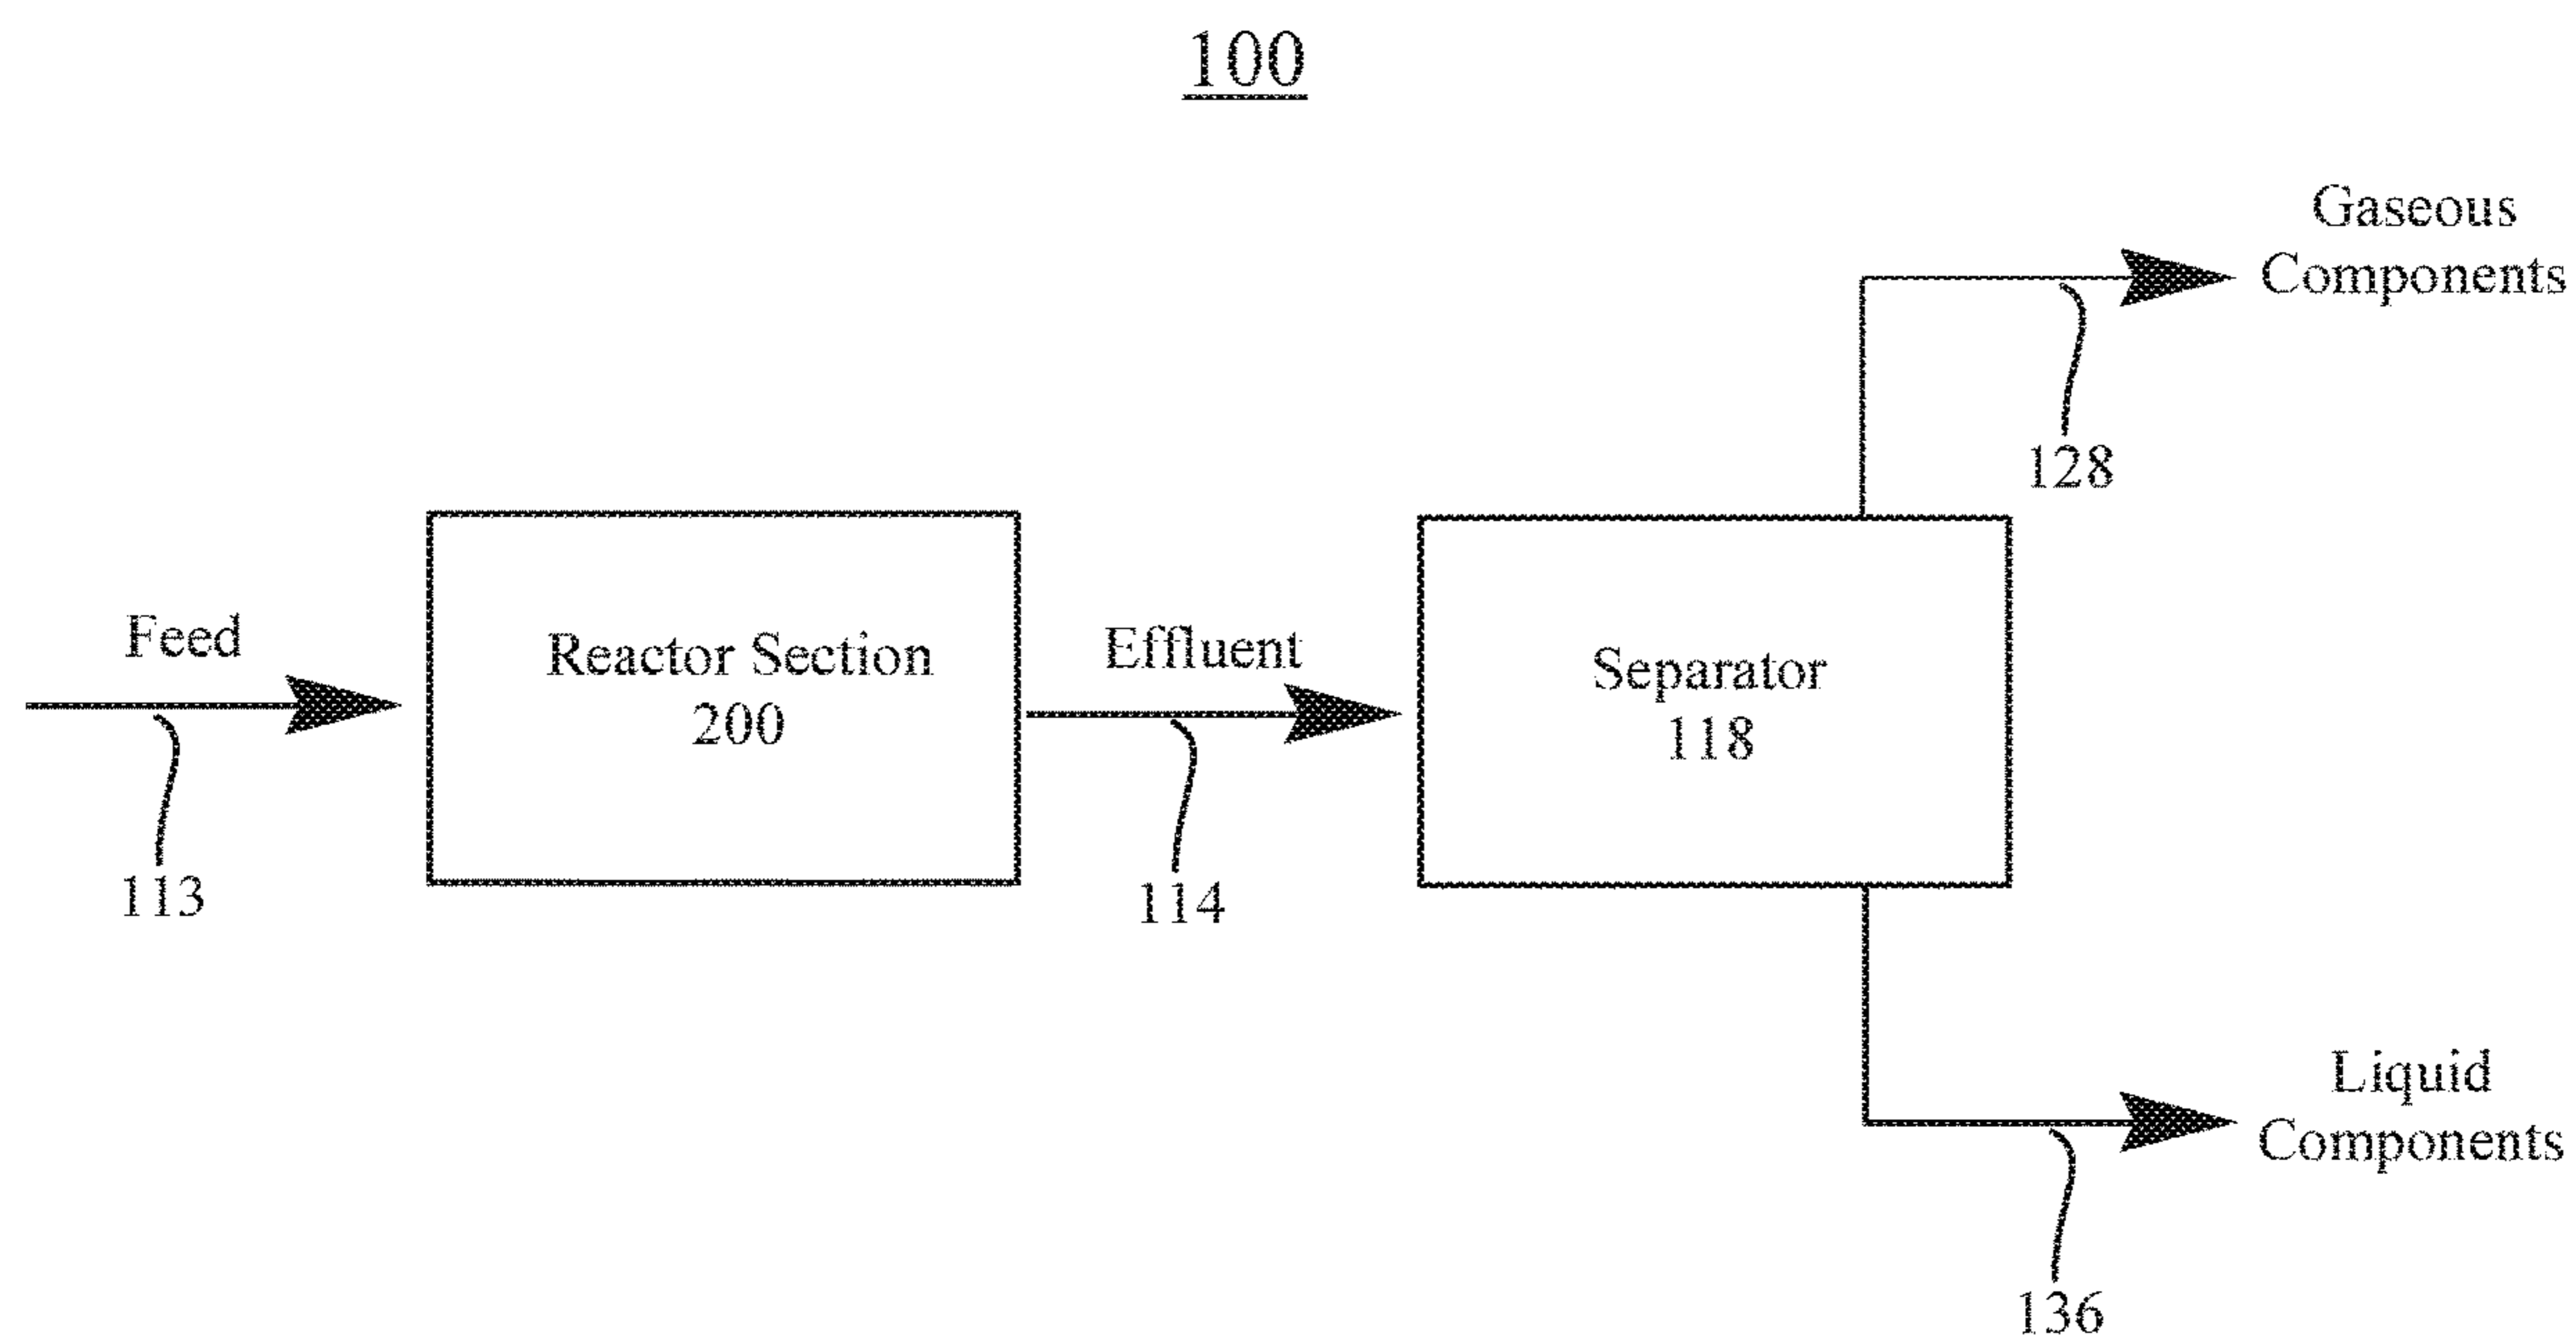 100
Gaseous
Components
128
Feed
Reactor Section
200
Effluent
Separator
118
113
114
Liquid
Components
136